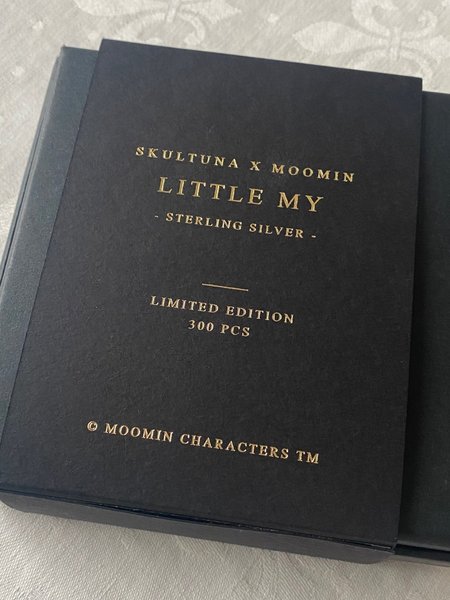 SKULTUNA X MOOMIN
LITTLE MY
- STERLING SILVER -
LIMITED EDITION
300 PCS
© MOOMIN CHARACTERS TM